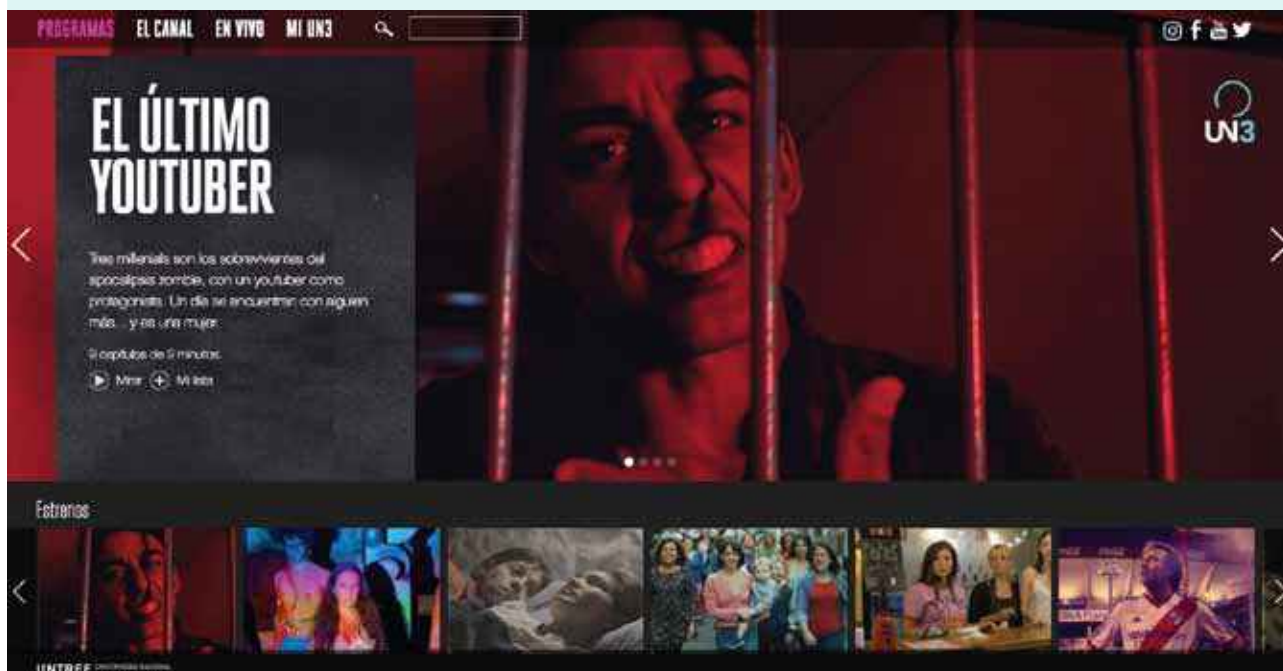 PROGRAMAS EL CANAL EN VIVO MI UN3
EL ÚLTIMO
YOUTUBER
UN3
Tres millenials son los sobrevivientes del
apocalipsis zombie, con un youtuber como
protagonista. Un día se encuentran con alguien
más... y es una mujer.
9 capítulos de 9 minutos.
Mirar Mi lista
Estrenos
UNTREF UNIVERSIDAD NACIONAL